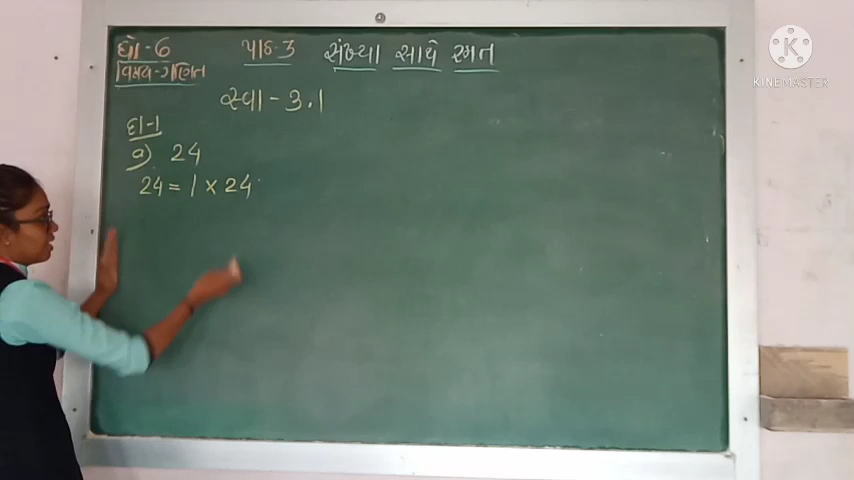 ધો-6 પાઠ-3 સંખ્યા સાથે રમત
વિષય-ગણિત
સ્વા-3.1
દા-1
a) 24
24 = 1 × 24
K
KINEMASTER